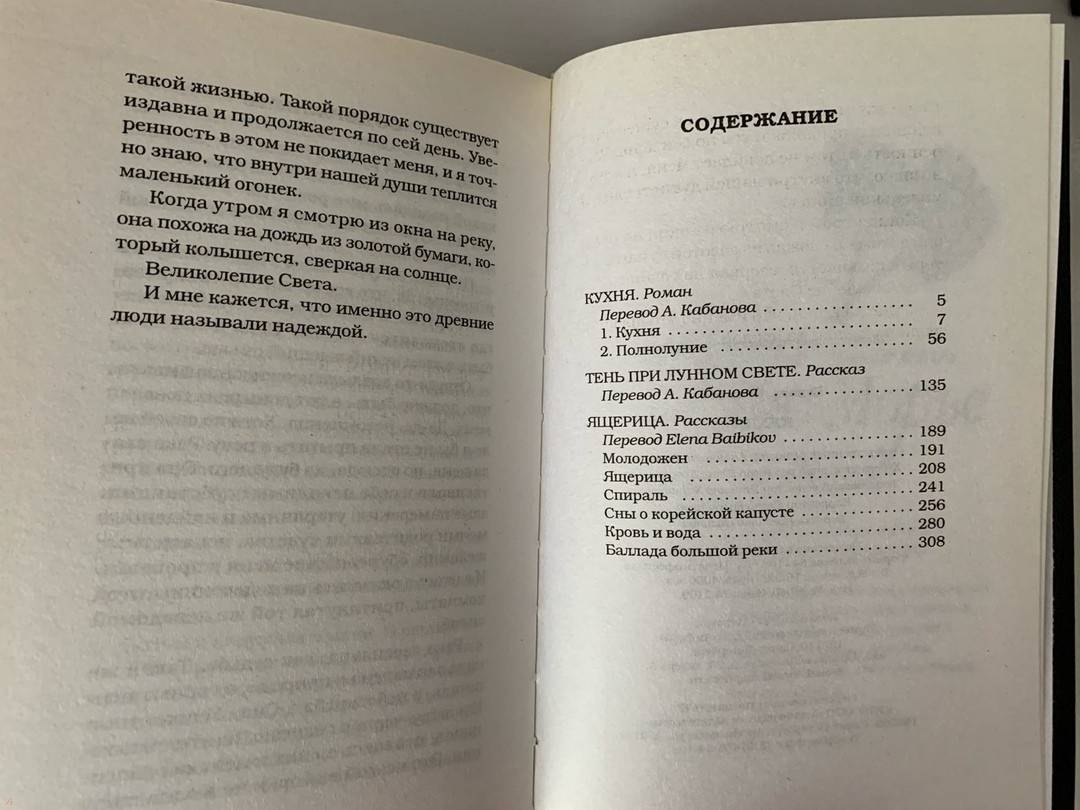 такой жизнью. Такой порядок существует
издавна и продолжается по сей день. Уве-
ренность в этом не покидает меня, и я точ-
но знаю, что внутри нашей души теплится
маленький огонек.
Когда утром я смотрю из окна на реку,
она похожа на дождь из золотой бумаги, ко-
торый колышется, сверкая на солнце.
Великолепие Света.
И мне кажется, что именно это древние
люди называли надеждой.
СОДЕРЖАНИЕ
КУХНЯ. Роман
Перевод А. Кабанова . . . . . . . . . . . . . . . . . 5
1. Кухня . . . . . . . . . . . . . . . . . . . . . . . . . . . 7
2. Полнолуние . . . . . . . . . . . . . . . . . . . . . 56
ТЕНЬ ПРИ ЛУННОМ СВЕТЕ. Рассказ
Перевод А. Кабанова . . . . . . . . . . . . . . . 135
ЯЩЕРИЦА. Рассказы
Перевод Elena Baibikov . . . . . . . . . . . . . . 189
Молодожен . . . . . . . . . . . . . . . . . . . . . . 191
Ящерица . . . . . . . . . . . . . . . . . . . . . . . . 208
Спираль . . . . . . . . . . . . . . . . . . . . . . . . 241
Сны о корейской капусте . . . . . . . . . . . . 256
Кровь и вода . . . . . . . . . . . . . . . . . . . . . 280
Баллада большой реки . . . . . . . . . . . . . . 308